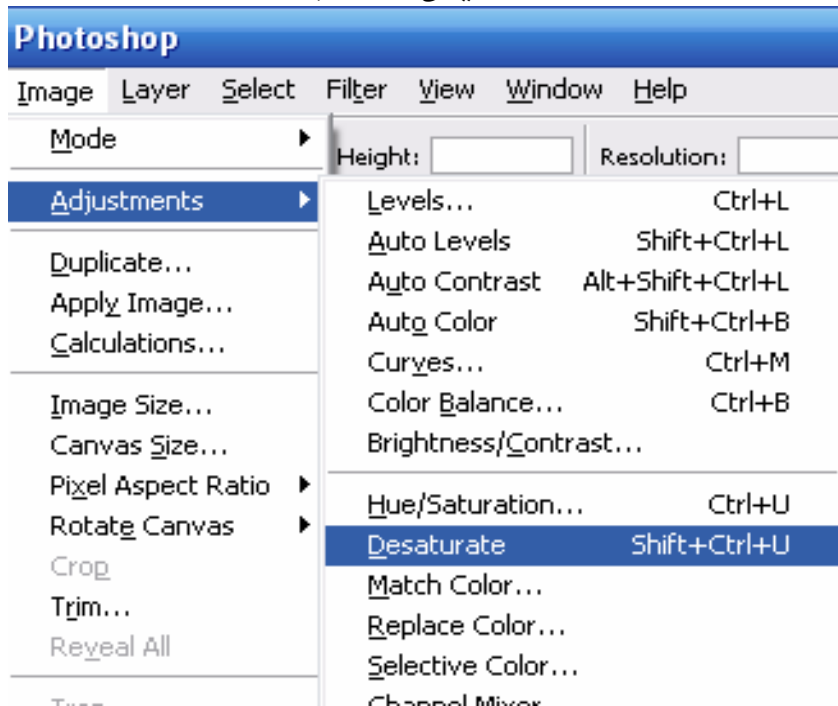 Photoshop
Image Layer Select Filter View Window Help
Mode
Height: Resolution:
Adjustments
Duplicate...
Apply Image...
Calculations...
Image Size...
Canvas Size...
Pixel Aspect Ratio
Rotate Canvas
Crop
Trim...
Reveal All
Levels... Ctrl+L
Auto Levels Shift+Ctrl+L
Auto Contrast Alt+Shift+Ctrl+L
Auto Color Shift+Ctrl+B
Curves... Ctrl+M
Color Balance... Ctrl+B
Brightness/Contrast...
Hue/Saturation... Ctrl+U
Desaturate Shift+Ctrl+U
Match Color...
Replace Color...
Selective Color...
Channel Mixer